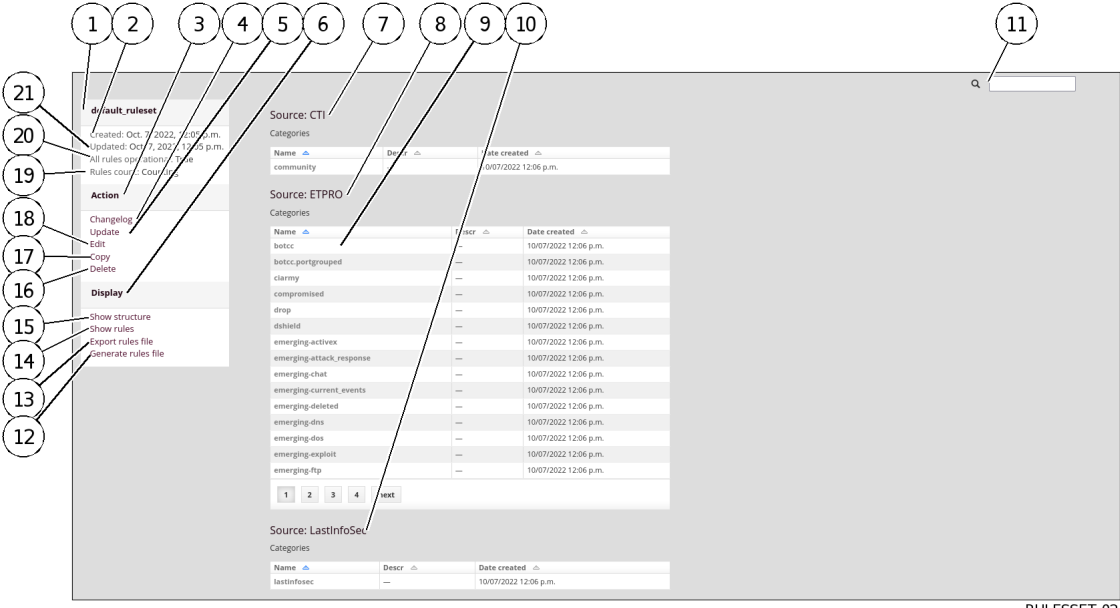 1 2 3 4 5 6 7 8 9 10 11
21
20
19
18
17
16
15
14
13
12
default_ruleset
Created: Oct. 7, 2022, 12:05 p.m.
Updated: Oct. 7, 2022, 12:05 p.m.
All rules operational: True
Rules count: Counting
Action
Changelog
Update
Edit
Copy
Delete
Display
Show structure
Show rules
Export rules file
Generate rules file
Source: CTI
Categories
Name Descr Date created
community 10/07/2022 12:06 p.m.
Source: ETPRO
Categories
Name Descr Date created
botcc — 10/07/2022 12:06 p.m.
botcc.portgrouped — 10/07/2022 12:06 p.m.
ciarmy — 10/07/2022 12:06 p.m.
compromised — 10/07/2022 12:06 p.m.
drop — 10/07/2022 12:06 p.m.
dshield — 10/07/2022 12:06 p.m.
emerging-activex — 10/07/2022 12:06 p.m.
emerging-attack_response — 10/07/2022 12:06 p.m.
emerging-chat — 10/07/2022 12:06 p.m.
emerging-current_events — 10/07/2022 12:06 p.m.
emerging-deleted — 10/07/2022 12:06 p.m.
emerging-dns — 10/07/2022 12:06 p.m.
emerging-dos — 10/07/2022 12:06 p.m.
emerging-exploit — 10/07/2022 12:06 p.m.
emerging-ftp — 10/07/2022 12:06 p.m.
1 2 3 4 next
Source: LastInfoSec
Categories
Name Descr Date created
lastinfosec — 10/07/2022 12:06 p.m.